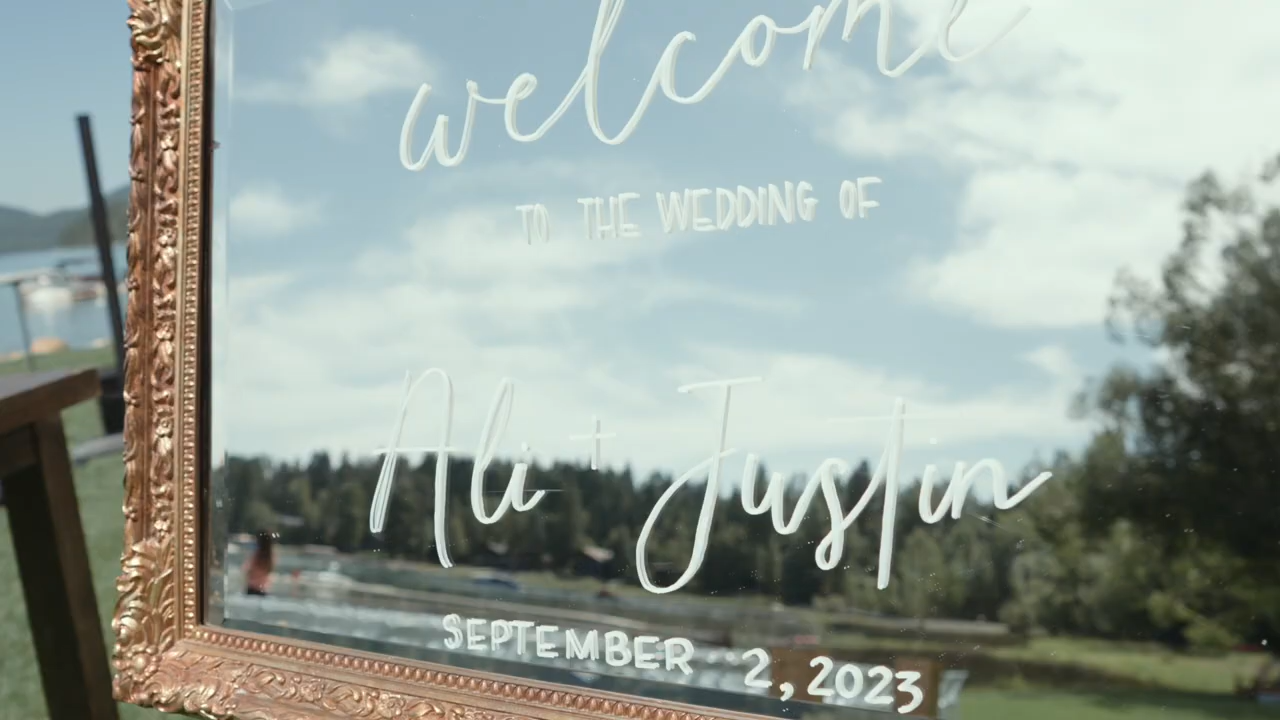 welcome
TO THE WEDDING OF
Ali + Justin
SEPTEMBER 2, 2023